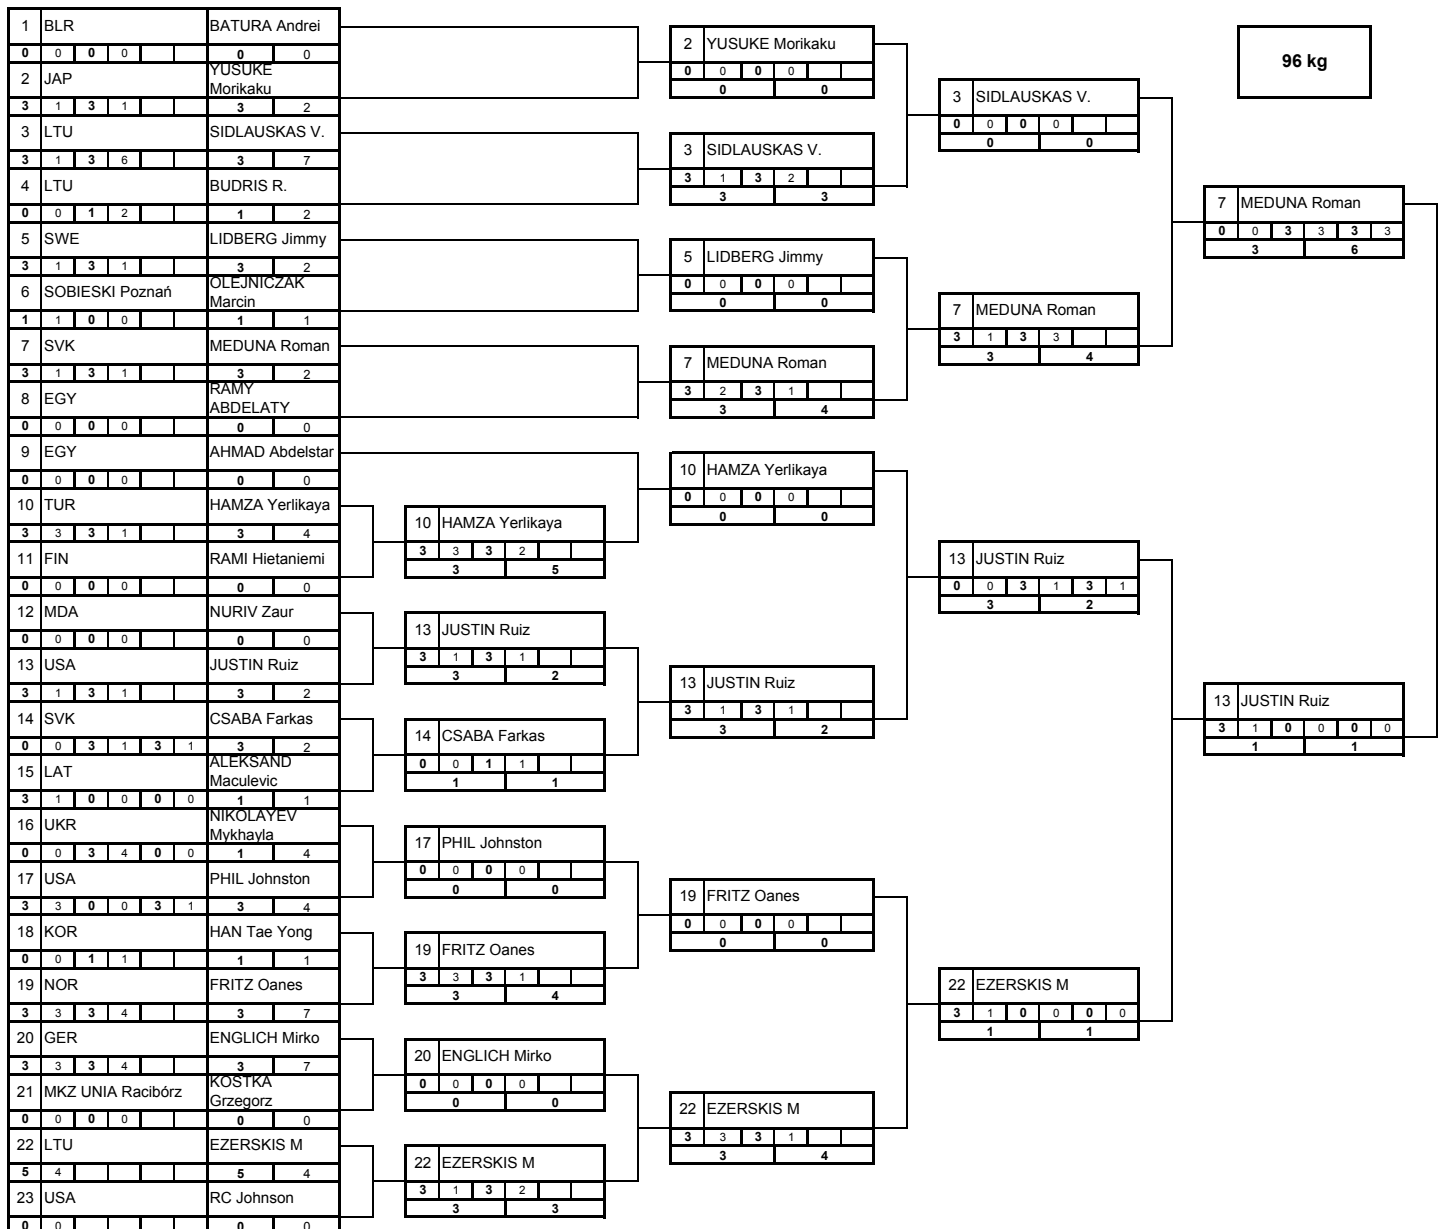 96 kg
1 BLR BATURA Andrei
0 0 0 0 0 0
2 JAP YUSUKE Morikaku
3 1 3 1 3 2
3 LTU SIDLAUSKAS V.
3 1 3 6 3 7
4 LTU BUDRIS R.
0 0 1 2 1 2
5 SWE LIDBERG Jimmy
3 1 3 1 3 2
6 SOBIESKI Poznań OLEJNICZAK Marcin
1 1 0 0 1 1
7 SVK MEDUNA Roman
3 1 3 1 3 2
8 EGY RAMY ABDELATY
0 0 0 0 0 0
9 EGY AHMAD Abdelstar
0 0 0 0 0 0
10 TUR HAMZA Yerlikaya
3 3 3 1 3 4
11 FIN RAMI Hietaniemi
0 0 0 0 0 0
12 MDA NURIV Zaur
0 0 0 0 0 0
13 USA JUSTIN Ruiz
3 1 3 1 3 2
14 SVK CSABA Farkas
0 0 3 1 3 1 3 2
15 LAT ALEKSAND Maculevic
3 1 0 0 0 0 1 1
16 UKR NIKOLAYEV Mykhayla
0 0 3 4 0 0 1 4
17 USA PHIL Johnston
3 3 0 0 3 1 3 4
18 KOR HAN Tae Yong
0 0 1 1 1 1
19 NOR FRITZ Oanes
3 3 3 4 3 7
20 GER ENGLICH Mirko
3 3 3 4 3 7
21 MKZ UNIA Racibórz KOSTKA Grzegorz
0 0 0 0 0 0
22 LTU EZERSKIS M
5 4 5 4
23 USA RC Johnson
0 0 0 0
10 HAMZA Yerlikaya
3 3 3 2
3 5
13 JUSTIN Ruiz
3 1 3 1
3 2
14 CSABA Farkas
0 0 1 1
1 1
17 PHIL Johnston
0 0 0 0
0 0
19 FRITZ Oanes
3 3 3 1
3 4
20 ENGLICH Mirko
0 0 0 0
0 0
22 EZERSKIS M
3 1 3 2
3 3
2 YUSUKE Morikaku
0 0 0 0
0 0
3 SIDLAUSKAS V.
3 1 3 2
3 3
5 LIDBERG Jimmy
0 0 0 0
0 0
7 MEDUNA Roman
3 2 3 1
3 4
10 HAMZA Yerlikaya
0 0 0 0
0 0
13 JUSTIN Ruiz
3 1 3 1
3 2
19 FRITZ Oanes
0 0 0 0
0 0
22 EZERSKIS M
3 3 3 1
3 4
3 SIDLAUSKAS V.
0 0 0 0
0 0
7 MEDUNA Roman
3 1 3 3
3 4
13 JUSTIN Ruiz
0 0 3 1 3 1
3 2
22 EZERSKIS M
3 1 0 0 0 0
1 1
7 MEDUNA Roman
0 0 3 3 3 3
3 6
13 JUSTIN Ruiz
3 1 0 0 0 0
1 1